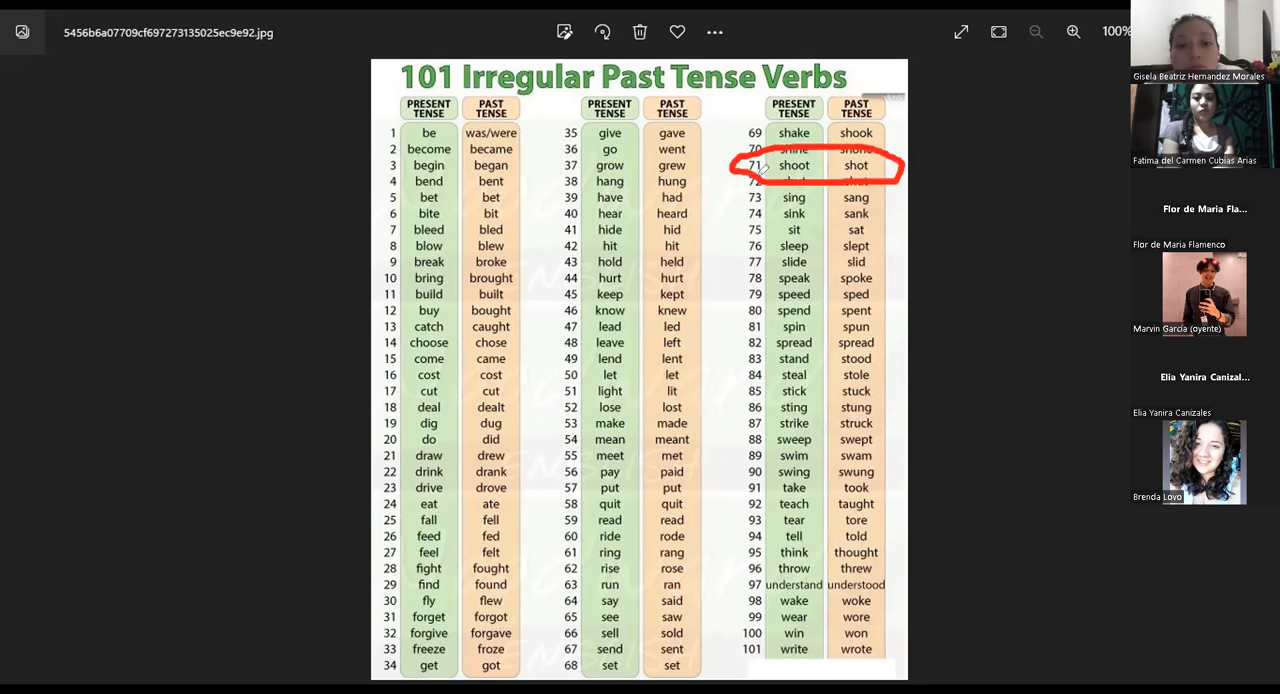 5456b6a07709cf697273135025ec9e92.jpg
100%
101 Irregular Past Tense Verbs
PRESENT TENSE PAST TENSE PRESENT TENSE PAST TENSE PRESENT TENSE PAST TENSE
1 be was/were 35 give gave 69 shake shook
2 become became 36 go went 70 shine shone
3 begin began 37 grow grew 71 shoot shot
4 bend bent 38 hang hung 72
5 bet bet 39 have had 73 sing sang
6 bite bit 40 hear heard 74 sink sank
7 bleed bled 41 hide hid 75 sit sat
8 blow blew 42 hit hit 76 sleep slept
9 break broke 43 hold held 77 slide slid
10 bring brought 44 hurt hurt 78 speak spoke
11 build built 45 keep kept 79 speed sped
12 buy bought 46 know knew 80 spend spent
13 catch caught 47 lead led 81 spin spun
14 choose chose 48 leave left 82 spread spread
15 come came 49 lend lent 83 stand stood
16 cost cost 50 let let 84 steal stole
17 cut cut 51 light lit 85 stick stuck
18 deal dealt 52 lose lost 86 sting stung
19 dig dug 53 make made 87 strike struck
20 do did 54 mean meant 88 sweep swept
21 draw drew 55 meet met 89 swim swam
22 drink drank 56 pay paid 90 swing swung
23 drive drove 57 put put 91 take took
24 eat ate 58 quit quit 92 teach taught
25 fall fell 59 read read 93 tear tore
26 feed fed 60 ride rode 94 tell told
27 feel felt 61 ring rang 95 think thought
28 fight fought 62 rise rose 96 throw threw
29 find found 63 run ran 97 understand understood
30 fly flew 64 say said 98 wake woke
31 forget forgot 65 see saw 99 wear wore
32 forgive forgave 66 sell sold 100 win won
33 freeze froze 67 send sent 101 write wrote
34 get got 68 set set
Gisela Beatriz Hernandez Morales
Fatima del Carmen Cubias Arias
Flor de Maria Fla...
Flor de Maria Flamenco
Marvin García (oyente)
Elia Yanira Canizal...
Elia Yanira Canizales
Brenda Lovo